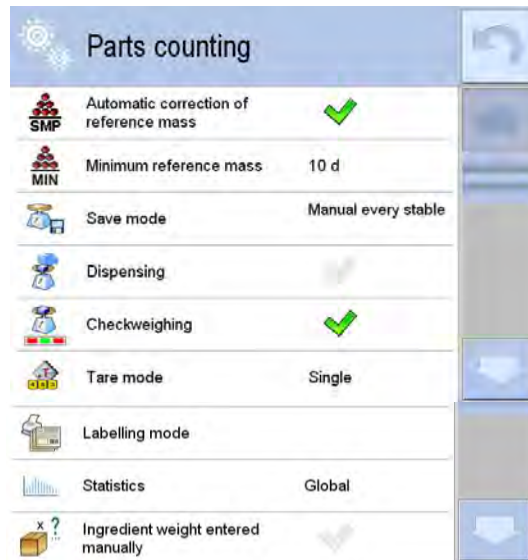 Parts counting
Automatic correction of
reference mass
SMP
Minimum reference mass 10 d
MIN
Save mode Manual every stable
Dispensing
Checkweighing
Tare mode Single
Labelling mode
Statistics Global
Ingredient weight entered
manually